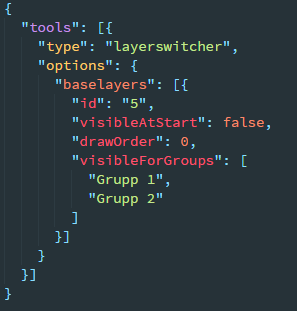 {
  "tools": [{
    "type": "layerswitcher",
    "options": {
      "baselayers": [{
        "id": "5",
        "visibleAtStart": false,
        "drawOrder": 0,
        "visibleForGroups": [
          "Grupp 1",
          "Grupp 2"
        ]
      }]
    }
  }]
}